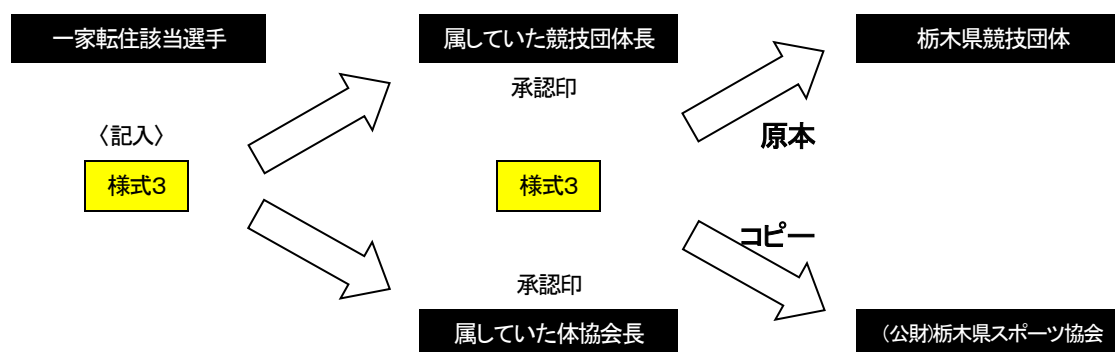 一家転住該当選手
属していた競技団体長
栃木県競技団体
承認印
〈記入〉
原本
様式３
様式３
コピー
承認印
属していた体協会長
（公財）栃木県スポーツ協会